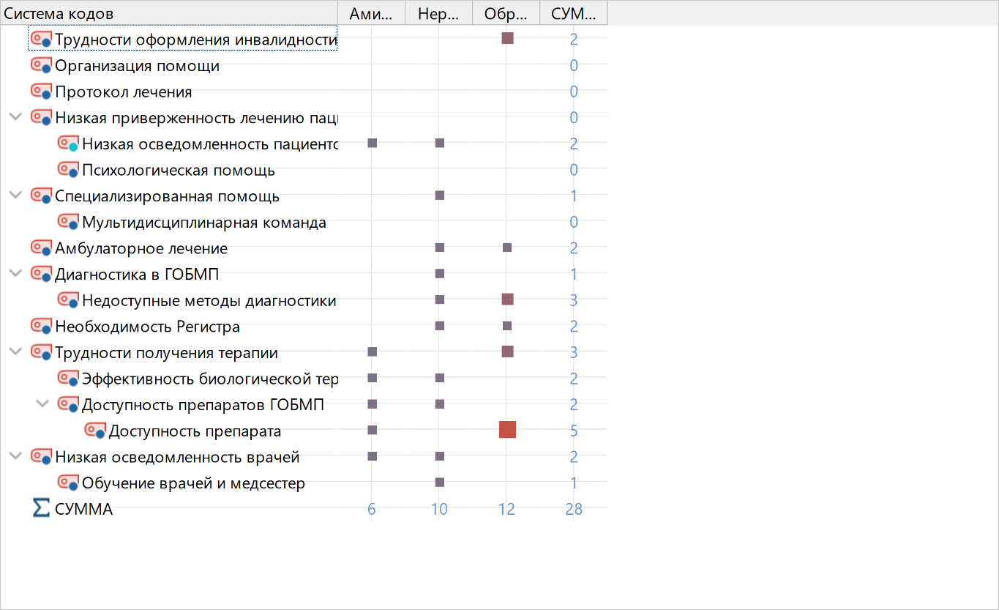 Система кодов Ами... Нер... Обр... СУМ...
Трудности оформления инвалидности 2
Организация помощи 0
Протокол лечения 0
Низкая приверженность лечению пац 0
Низкая осведомленность пациентс 2
Психологическая помощь 0
Специализированная помощь 1
Мультидисциплинарная команда 0
Амбулаторное лечение 2
Диагностика в ГОБМП 1
Недоступные методы диагностики 3
Необходимость Регистра 2
Трудности получения терапии 3
Эффективность биологической тер 2
Доступность препаратов ГОБМП 2
Доступность препарата 5
Низкая осведомленность врачей 2
Обучение врачей и медсестер 1
Σ СУММА 6 10 12 28